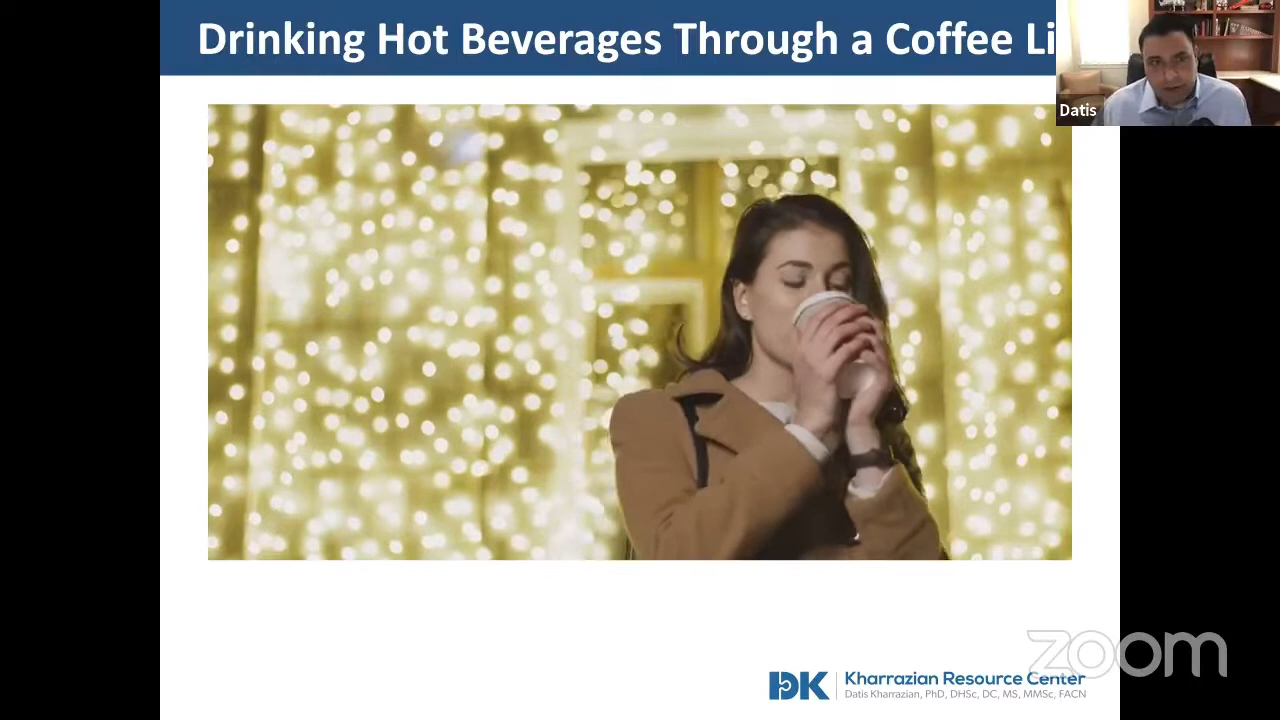 Drinking Hot Beverages Through a Coffee Li
Datis
zoom
DK
Kharrazian Resource Center
Datis Kharrazian, PhD, DHSc, DC, MS, MMSc, FACN